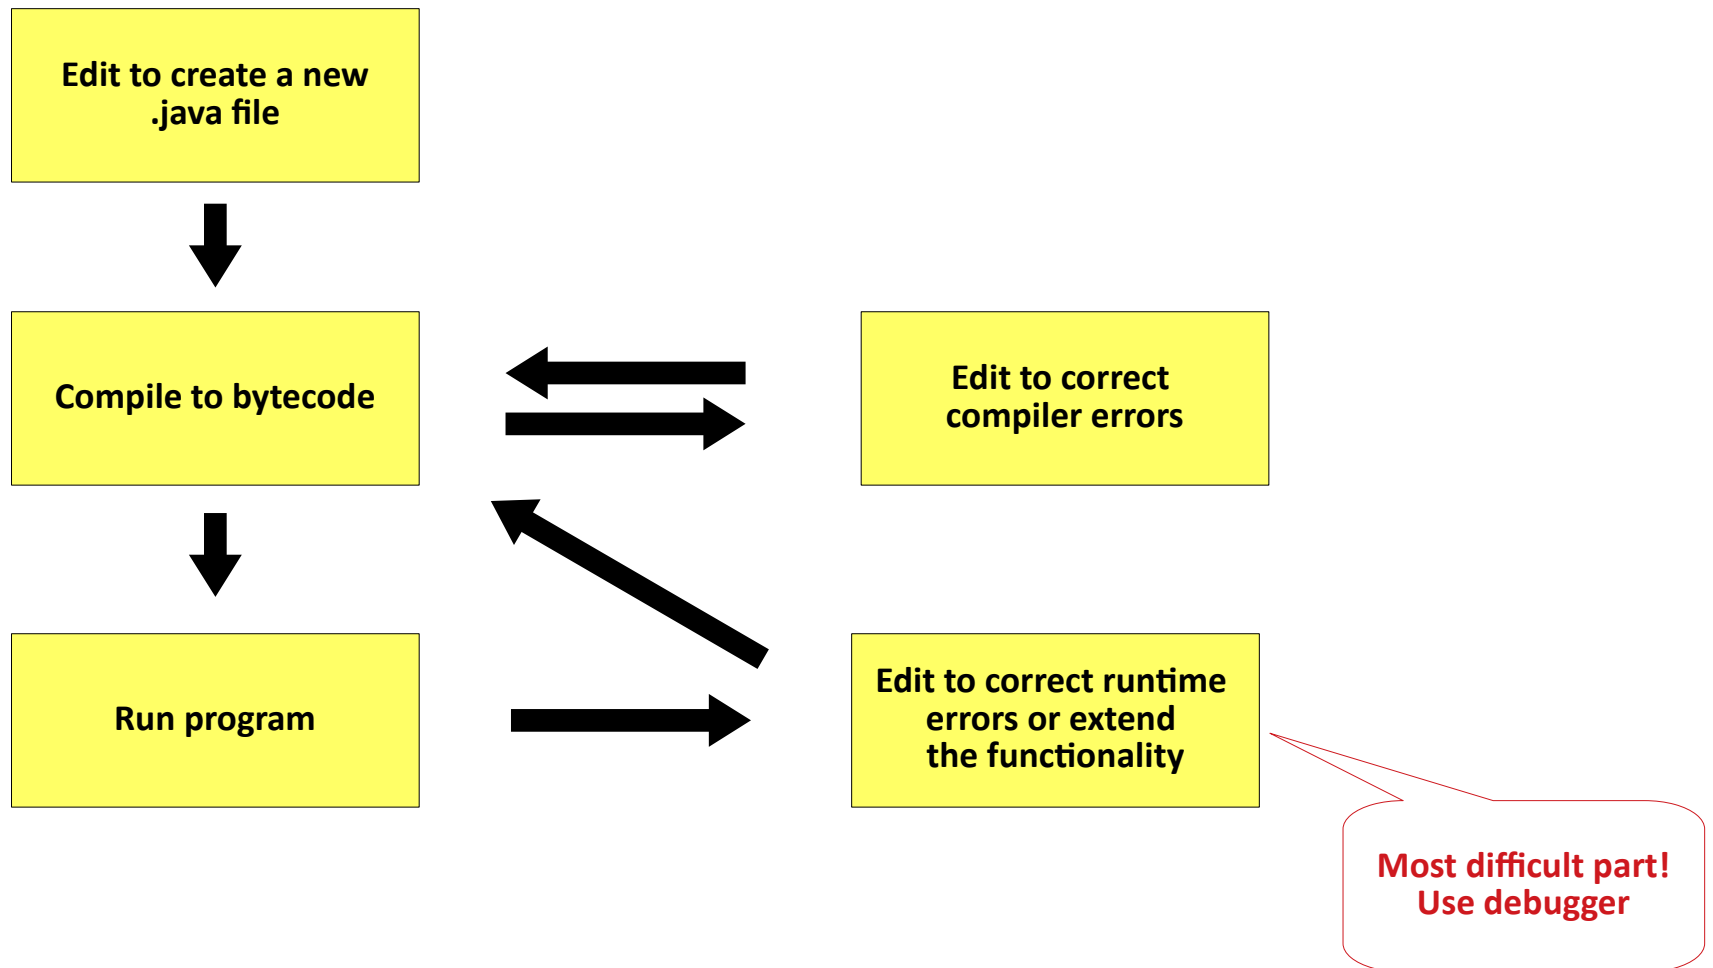 Edit to create a new
.java file
Compile to bytecode
Edit to correct
compiler errors
Run program
Edit to correct runtime
errors or extend
the functionality
Most difficult part!
Use debugger